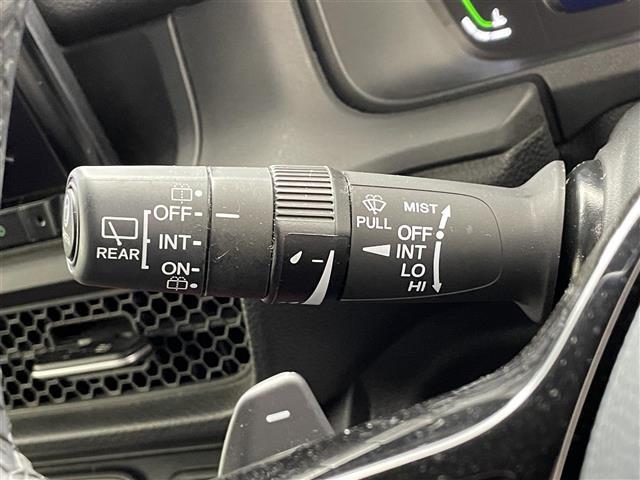 OFF
INT
ON
REAR
PULL
MIST
OFF
INT
LO
HI